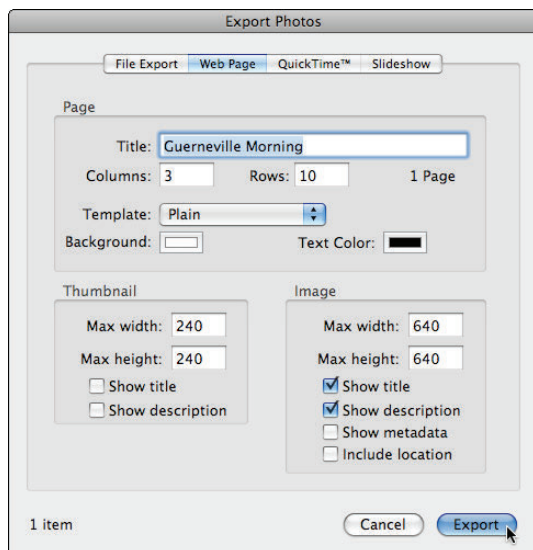 Export Photos
File Export Web Page QuickTime™ Slideshow
Page
Title: Guerneville Morning
Columns: 3 Rows: 10 1 Page
Template: Plain
Background: Text Color:
Thumbnail
Max width: 240
Max height: 240
Show title
Show description
Image
Max width: 640
Max height: 640
Show title
Show description
Show metadata
Include location
1 item Cancel Export